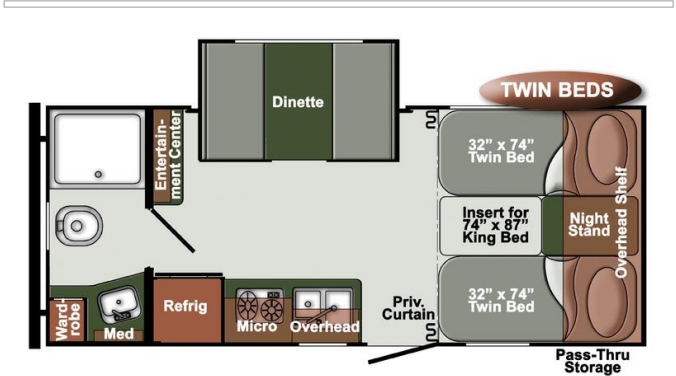 TWIN BEDS
Dinette
Entertain-
ment Center
32" x 74"
Twin Bed
Overhead Shelf
Insert for
74" x 87"
King Bed
Night
Stand
32" x 74"
Twin Bed
Priv.
Curtain
Ward-
robe
Med
Refrig
Micro
Overhead
Pass-Thru
Storage